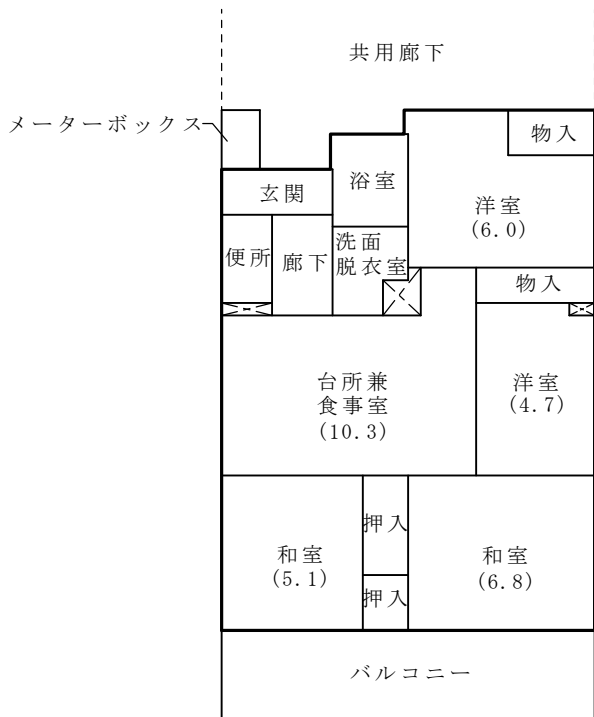 共用廊下
メーターボックス
物入
浴室
玄関
洋室
(6.0)
便所
廊下
洗面
脱衣室
物入
台所兼
食事室
(10.3)
洋室
(4.7)
押入
和室
(5.1)
和室
(6.8)
押入
バルコニー